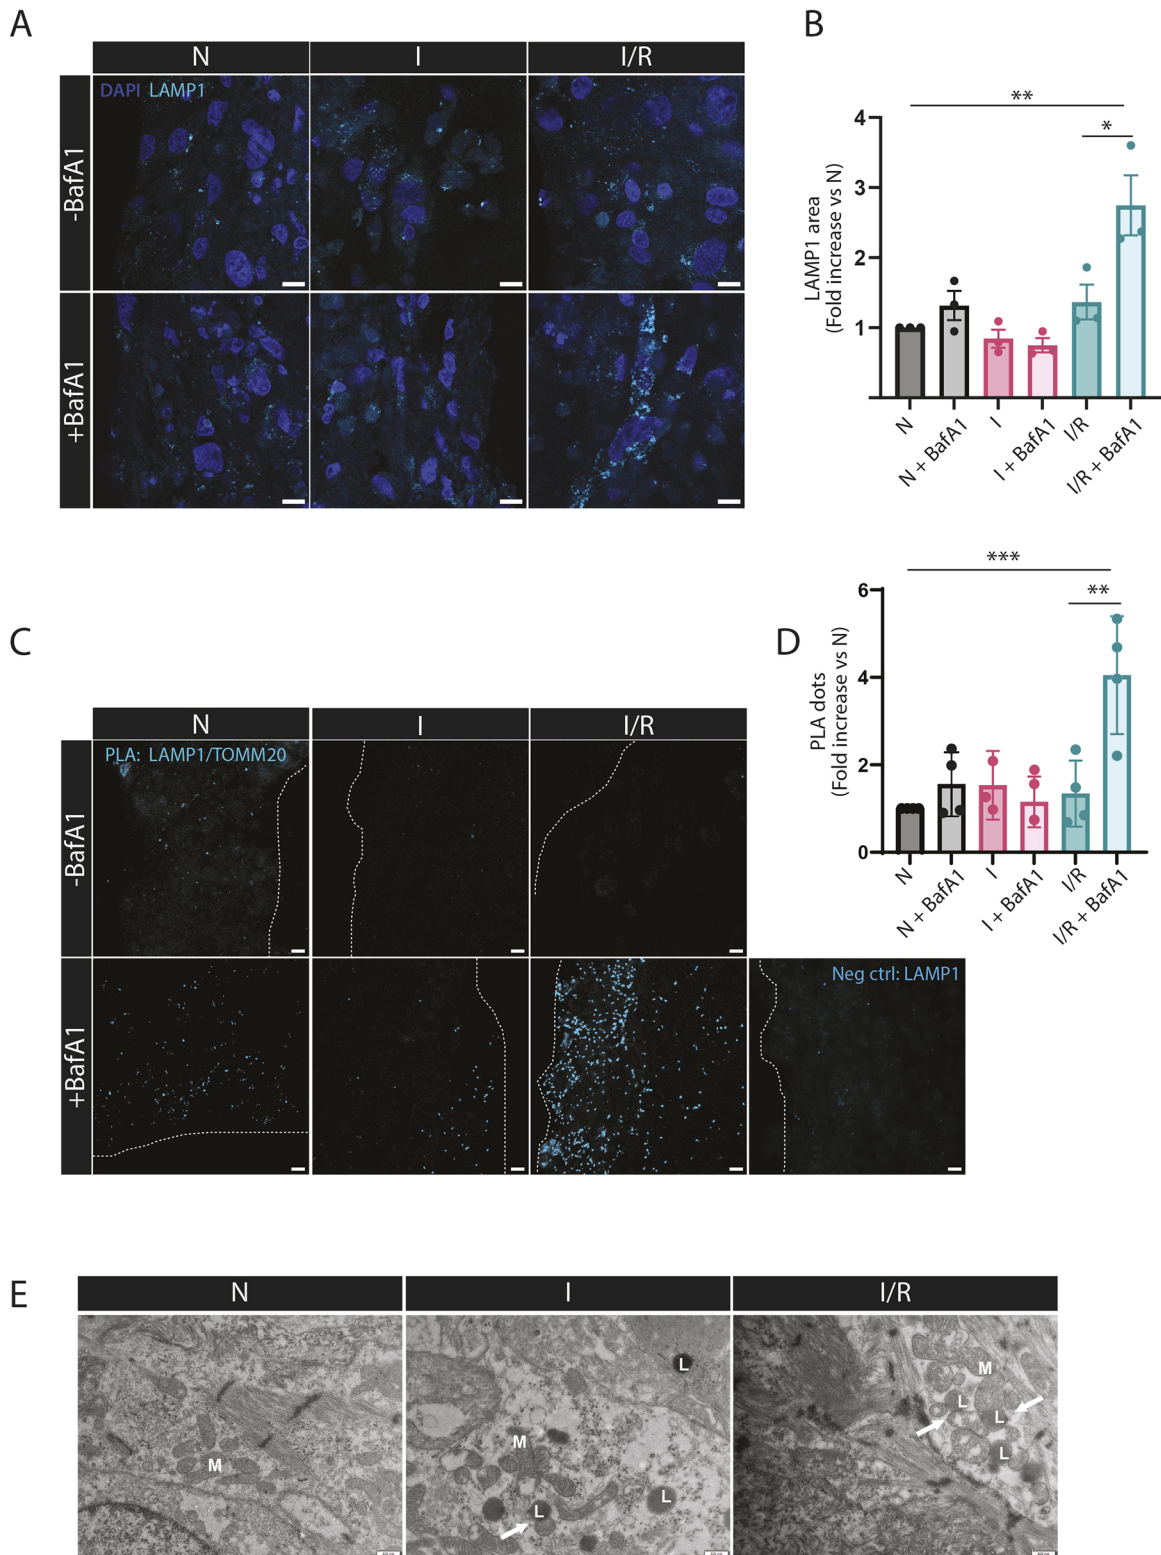 A
N
I
I/R
-BafA1
DAPI LAMP1
+BafA1
B
**
*
4
3
2
1
LAMP1 area
(Fold increase vs N)
N
N + BafA1
I
I + BafA1
I/R
I/R + BafA1
C
N
I
I/R
-BafA1
PLA: LAMP1/TOMM20
+BafA1
Neg ctrl: LAMP1
D
***
**
6
4
2
0
PLA dots
(Fold increase vs N)
N
N + BafA1
I
I + BafA1
I/R
I/R + BafA1
E
N
I
I/R
M
L
M
L
L
M
L
L
L